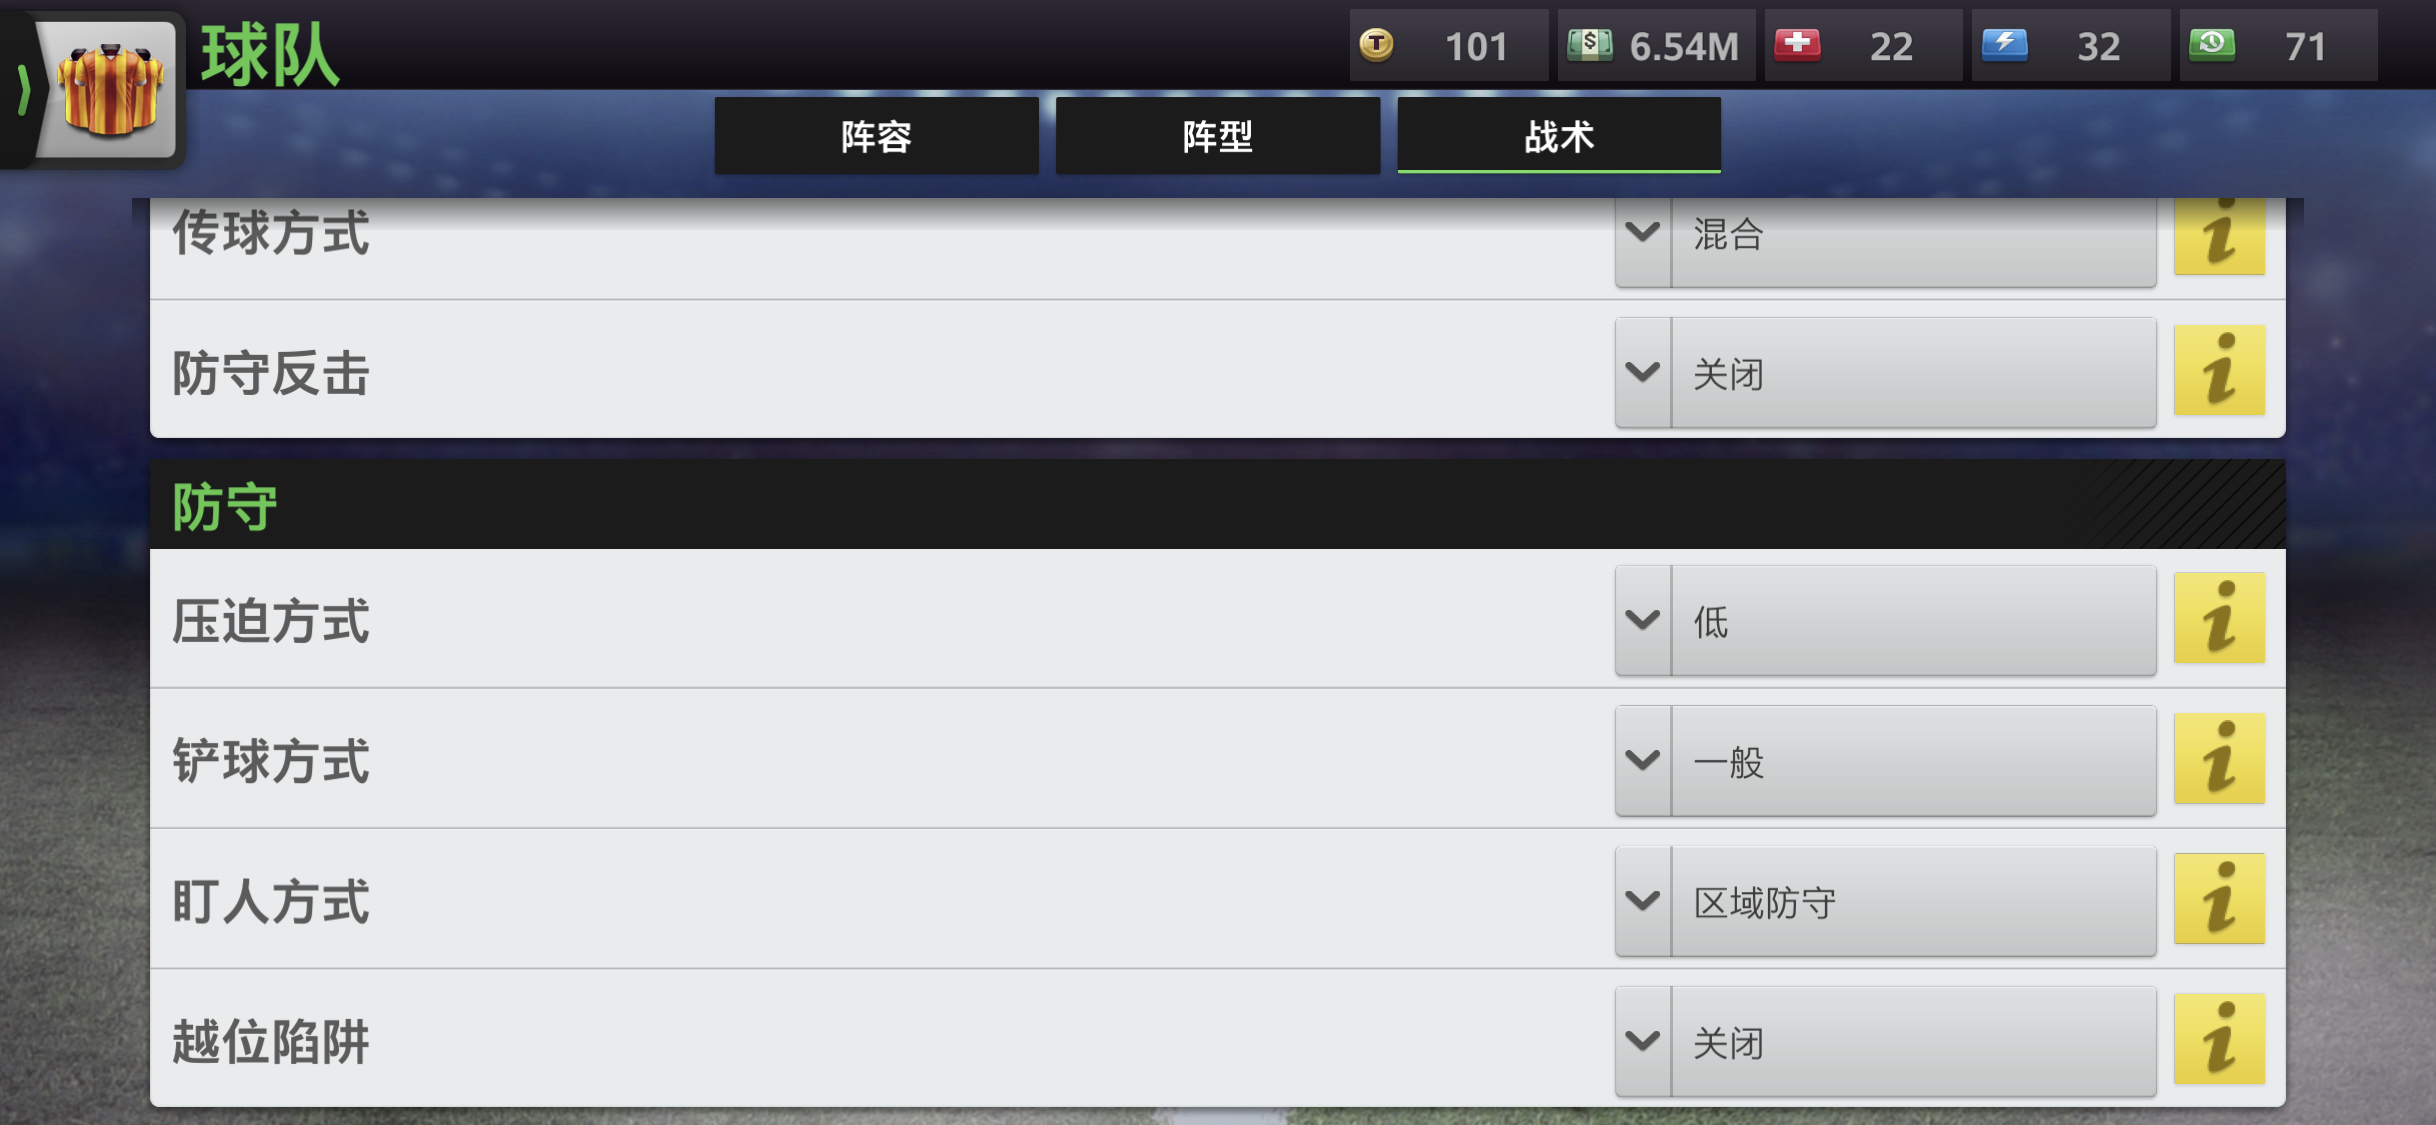 球队
101
6.54M
22
32
71
阵容
阵型
战术
传球方式
混合
防守反击
关闭
防守
压迫方式
低
铲球方式
一般
盯人方式
区域防守
越位陷阱
关闭